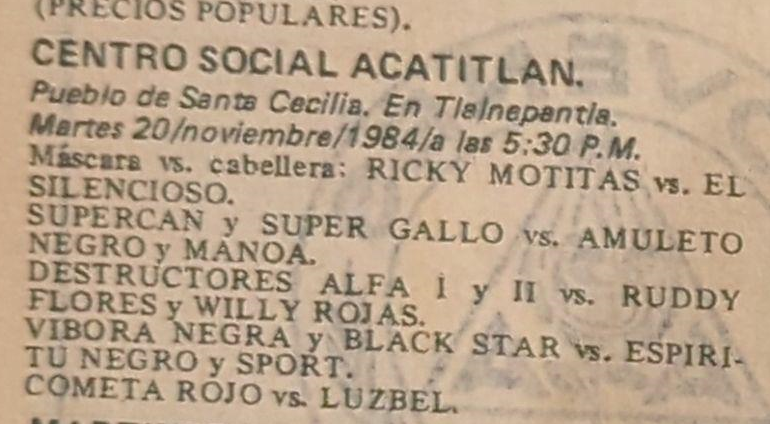 (PRECIOS POPULARES).
CENTRO SOCIAL ACATITLAN.
Pueblo de Santa Cecilia. En Tlalnepantla.
Martes 20/noviembre/1984/a las 5:30 P.M.
Máscara vs. cabellera: RICKY MOTITAS vs. EL
SILENCIOSO.
SUPERCAN y SUPER GALLO vs. AMULETO
NEGRO y MANOA.
DESTRUCTORES ALFA I y II vs. RUDDY
FLORES y WILLY ROJAS.
VIBORA NEGRA y BLACK STAR vs. ESPIRI-
TU NEGRO y SPORT.
COMETA ROJO vs. LUZBEL.